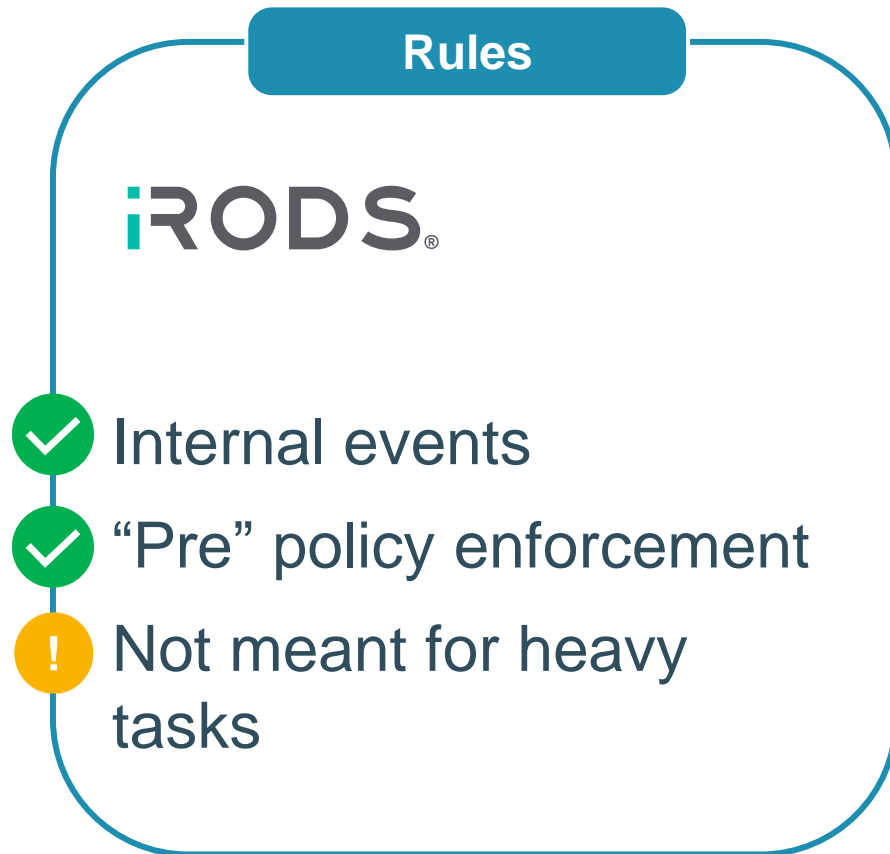 Rules
iRODS®
Internal events
“Pre” policy enforcement
! Not meant for heavy
tasks